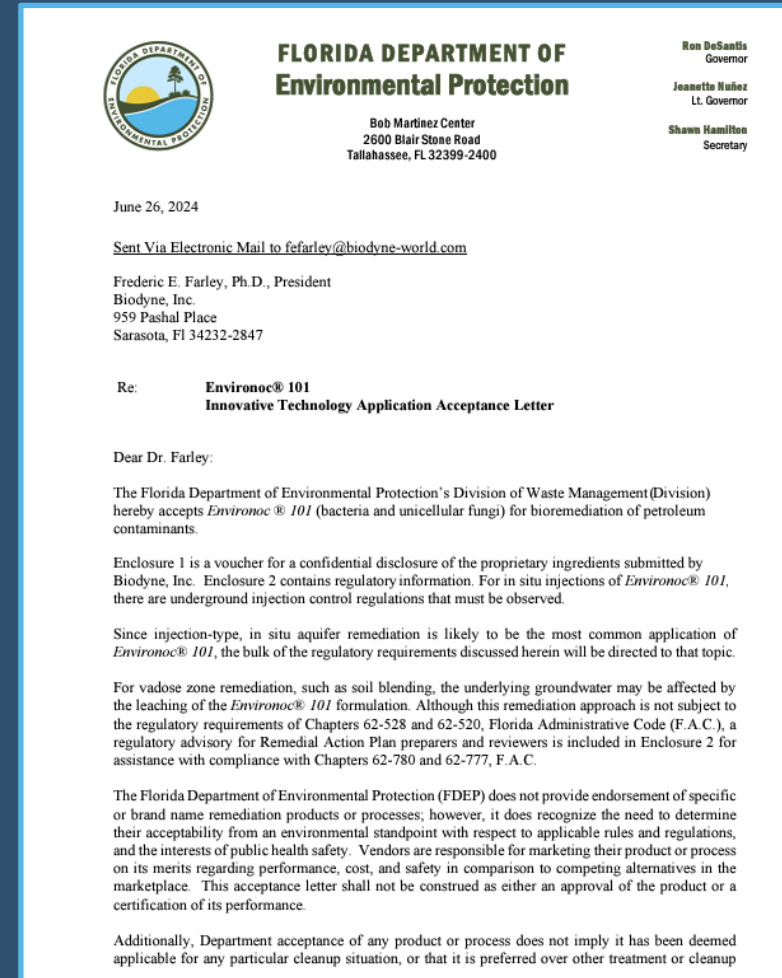 FLORIDA DEPARTMENT OF
ENVIRONMENTAL PROTECTION
FLORIDA DEPARTMENT OF
Environmental Protection
Bob Martinez Center
2600 Blair Stone Road
Tallahassee, FL 32399-2400
Ron DeSantis
Governor
Jeanette Nuñez
Lt. Governor
Shawn Hamilton
Secretary
June 26, 2024
Sent Via Electronic Mail to fefarley@biodyne-world.com
Frederic E. Farley, Ph.D., President
Biodyne, Inc.
959 Pashal Place
Sarasota, Fl 34232-2847
Re: Environoc® 101
Innovative Technology Application Acceptance Letter
Dear Dr. Farley:
The Florida Department of Environmental Protection's Division of Waste Management (Division)
hereby accepts Environoc ® 101 (bacteria and unicellular fungi) for bioremediation of petroleum
contaminants.
Enclosure 1 is a voucher for a confidential disclosure of the proprietary ingredients submitted by
Biodyne, Inc. Enclosure 2 contains regulatory information. For in situ injections of Environoc® 101,
there are underground injection control regulations that must be observed.
Since injection-type, in situ aquifer remediation is likely to be the most common application of
Environoc® 101, the bulk of the regulatory requirements discussed herein will be directed to that topic.
For vadose zone remediation, such as soil blending, the underlying groundwater may be affected by
the leaching of the Environoc® 101 formulation. Although this remediation approach is not subject to
the regulatory requirements of Chapters 62-528 and 62-520, Florida Administrative Code (F.A.C.), a
regulatory advisory for Remedial Action Plan preparers and reviewers is included in Enclosure 2 for
assistance with compliance with Chapters 62-780 and 62-777, F.A.C.
The Florida Department of Environmental Protection (FDEP) does not provide endorsement of specific
or brand name remediation products or processes; however, it does recognize the need to determine
their acceptability from an environmental standpoint with respect to applicable rules and regulations,
and the interests of public health safety. Vendors are responsible for marketing their product or process
on its merits regarding performance, cost, and safety in comparison to competing alternatives in the
marketplace. This acceptance letter shall not be construed as either an approval of the product or a
certification of its performance.
Additionally, Department acceptance of any product or process does not imply it has been deemed
applicable for any particular cleanup situation, or that it is preferred over other treatment or cleanup